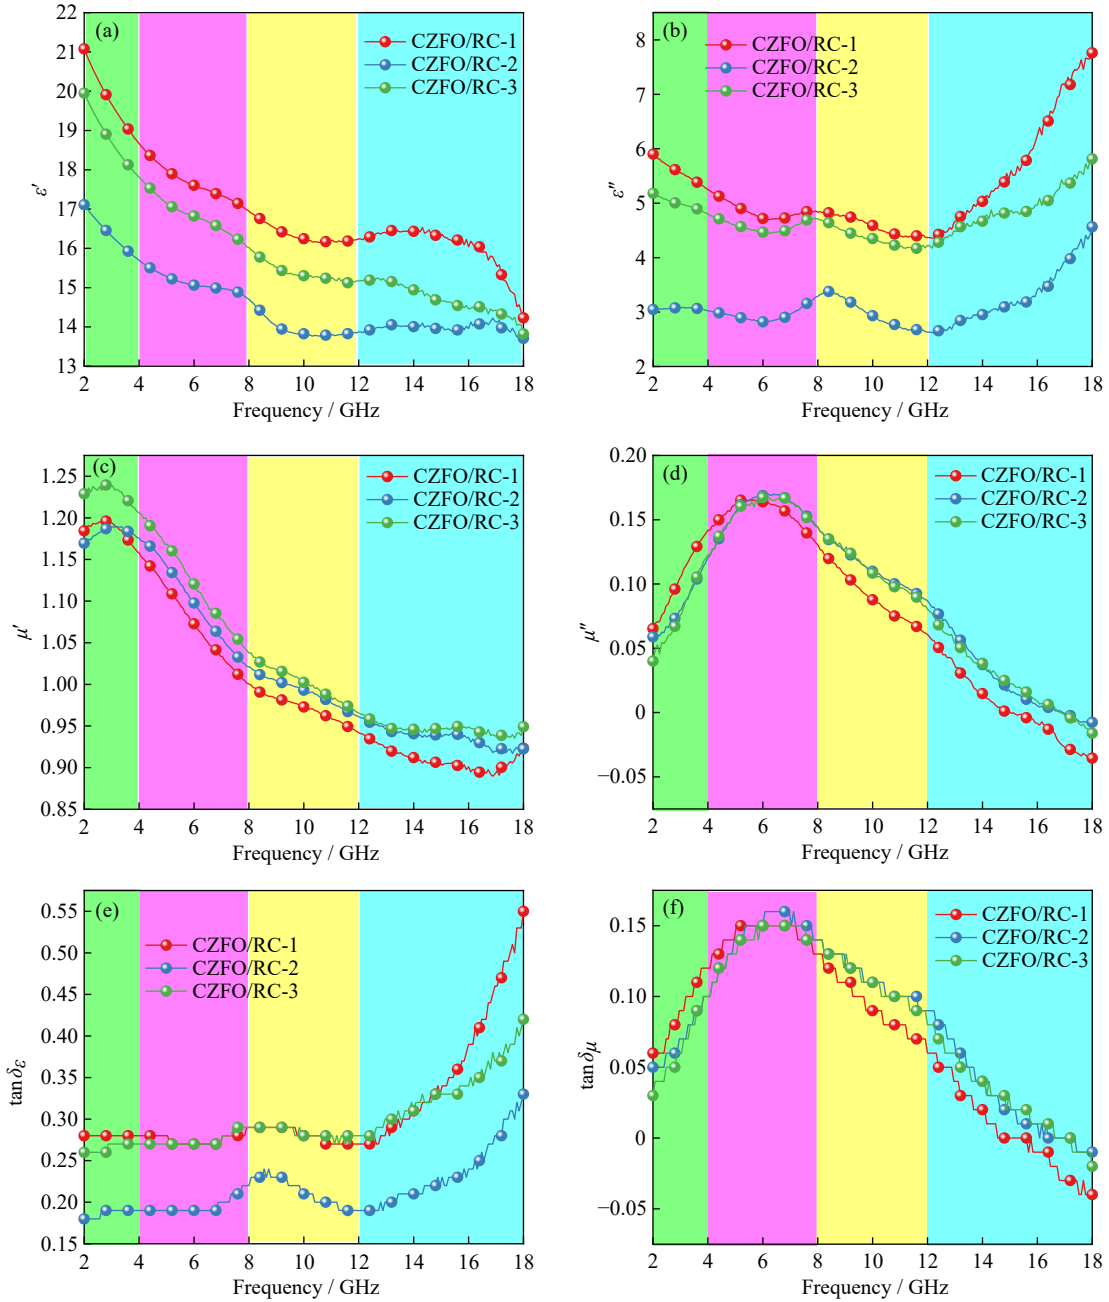 (a)
CZFO/RC-1
CZFO/RC-2
CZFO/RC-3
22
21
20
19
18
17
16
15
14
13
ε′
2 4 6 8 10 12 14 16 18
Frequency / GHz
(b)
CZFO/RC-1
CZFO/RC-2
CZFO/RC-3
8
7
6
5
4
3
2
ε″
2 4 6 8 10 12 14 16 18
Frequency / GHz
(c)
CZFO/RC-1
CZFO/RC-2
CZFO/RC-3
1.25
1.20
1.15
1.10
1.05
1.00
0.95
0.90
0.85
μ′
2 4 6 8 10 12 14 16 18
Frequency / GHz
(d)
CZFO/RC-1
CZFO/RC-2
CZFO/RC-3
0.20
0.15
0.10
0.05
0
−0.05
μ″
2 4 6 8 10 12 14 16 18
Frequency / GHz
(e)
CZFO/RC-1
CZFO/RC-2
CZFO/RC-3
0.55
0.50
0.45
0.40
0.35
0.30
0.25
0.20
0.15
tan δε
2 4 6 8 10 12 14 16 18
Frequency / GHz
(f)
CZFO/RC-1
CZFO/RC-2
CZFO/RC-3
0.15
0.10
0.05
0
−0.05
tan δμ
2 4 6 8 10 12 14 16 18
Frequency / GHz